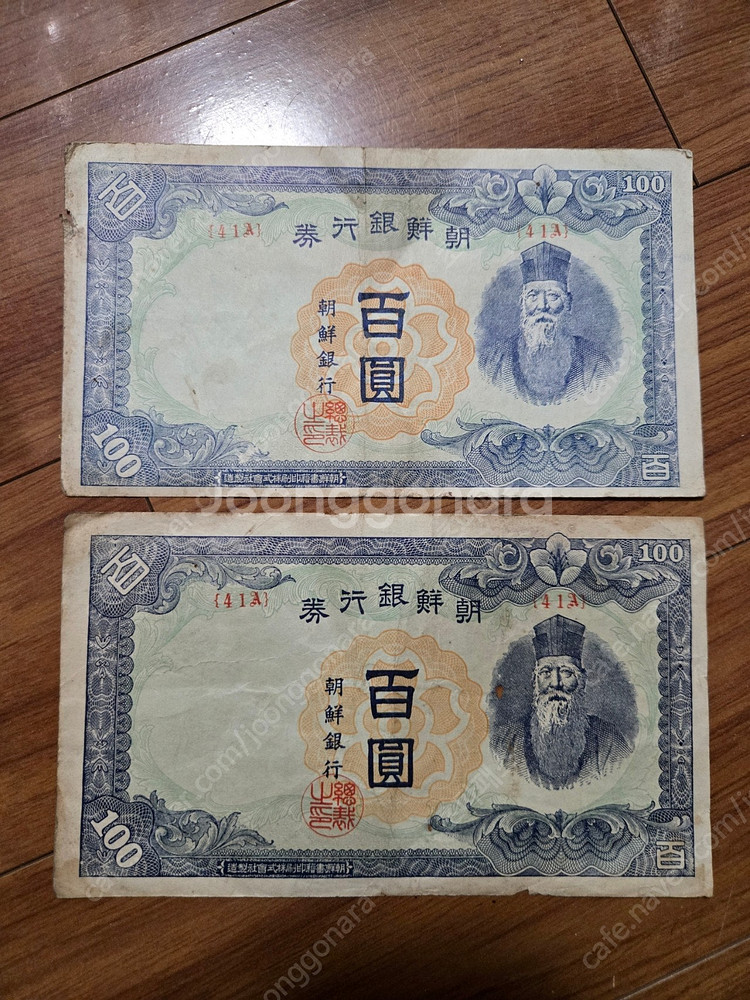 百
100
{41A}
{41A}
朝鮮銀行券
百圓
朝鮮銀行
總裁之印
100
百
朝鮮書籍印刷株式會社製造
Joonggonara
百
100
{41A}
{41A}
朝鮮銀行券
百圓
朝鮮銀行
總裁之印
100
百
朝鮮書籍印刷株式會社製造